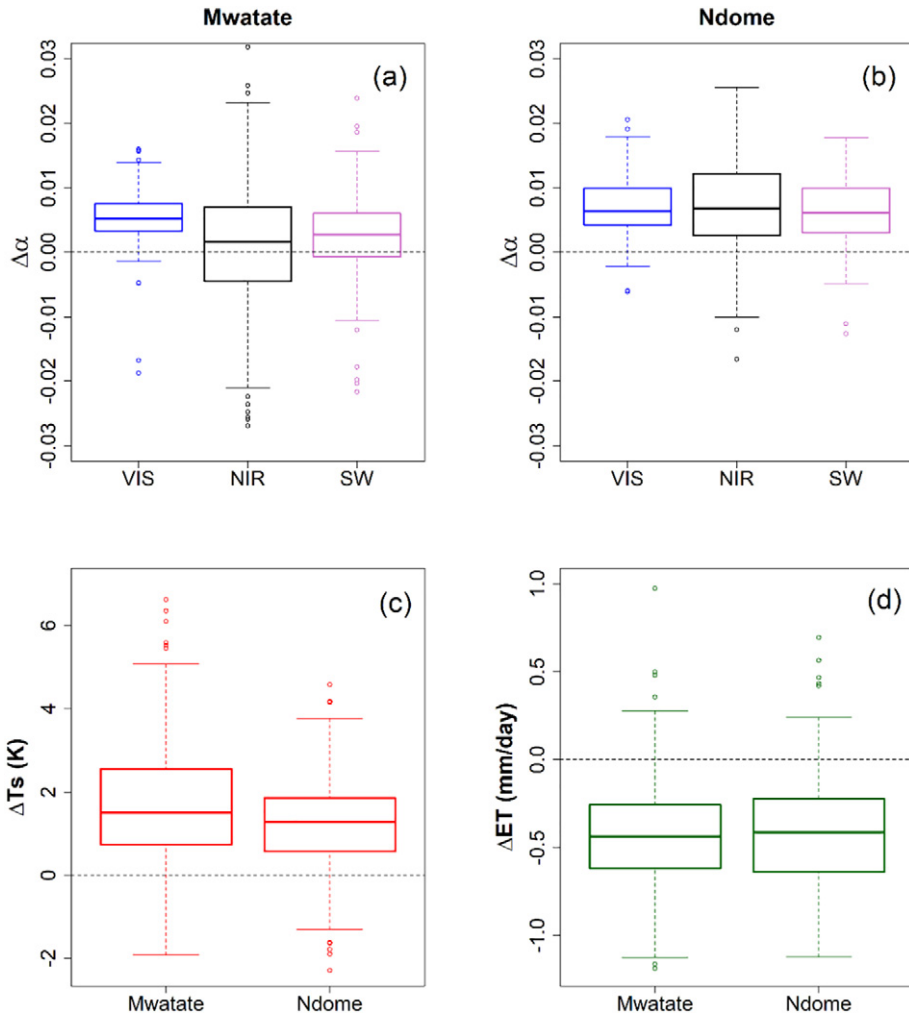 Mwatate
(a)
Δα
0.03
0.02
0.01
0.00
-0.01
-0.02
-0.03
VIS NIR SW
Ndome
(b)
Δα
0.03
0.02
0.01
0.00
-0.01
-0.02
-0.03
VIS NIR SW
(c)
ΔTs (K)
6
4
2
0
-2
Mwatate Ndome
(d)
ΔET (mm/day)
1.0
0.5
0.0
-0.5
-1.0
Mwatate Ndome